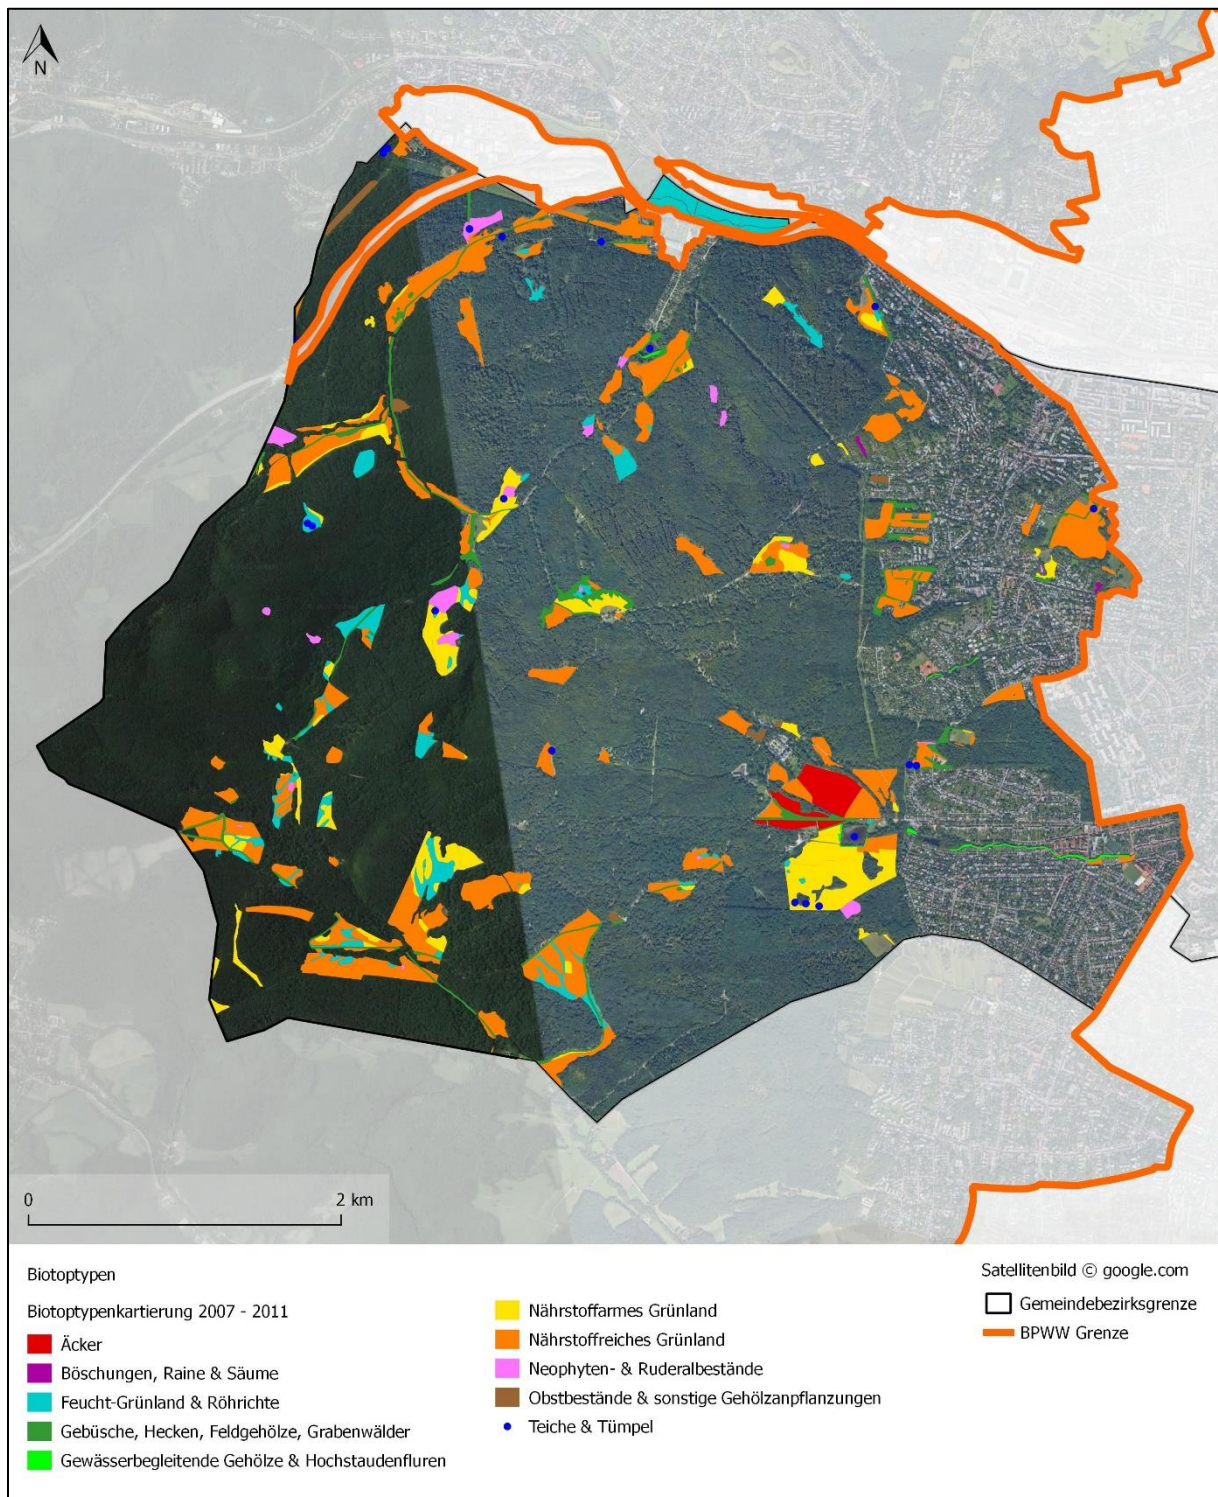 N
0 2 km
Biotoptypen
Biotoptypenkartierung 2007 - 2011
Äcker
Böschungen, Raine & Säume
Feucht-Grünland & Röhrichte
Gebüsche, Hecken, Feldgehölze, Grabenwälder
Gewässerbegleitende Gehölze & Hochstaudenfluren
Nährstoffarmes Grünland
Nährstoffreiches Grünland
Neophyten- & Ruderalbestände
Obstbestände & sonstige Gehölzanpflanzungen
Teiche & Tümpel
Satellitenbild © google.com
Gemeindebezirksgrenze
BPWW Grenze